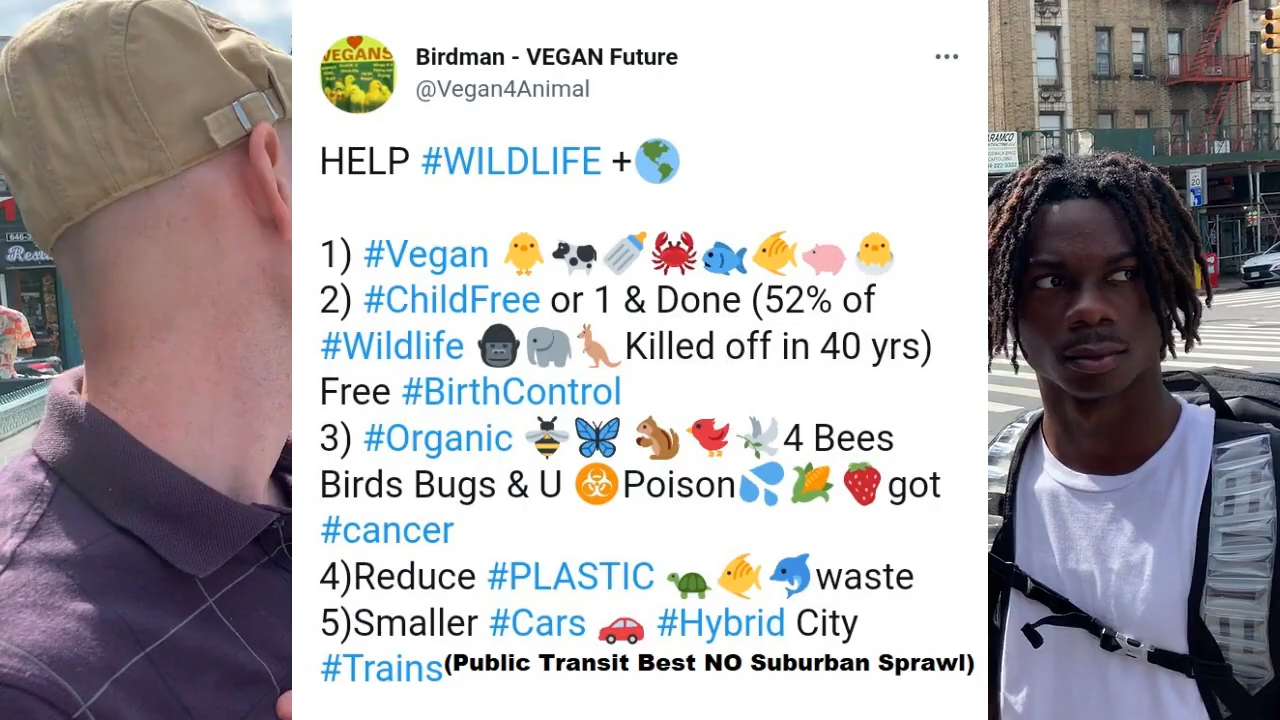 VEGANS
Birdman - VEGAN Future
@Vegan4Animal
HELP #WILDLIFE +🌎
1) #Vegan 🐥🐄🍼🦀🐟🐠🐷🐣
2) #ChildFree or 1 & Done (52% of
#Wildlife 🦍🐘🦘Killed off in 40 yrs)
Free #BirthControl
3) #Organic 🐝🦋🐿🐦🕊4 Bees
Birds Bugs & U ☣Poison💦🌽🍓got
#cancer
4)Reduce #PLASTIC 🐢🐠🐬waste
5)Smaller #Cars 🚗 #Hybrid City
#Trains(Public Transit Best NO Suburban Sprawl)
20